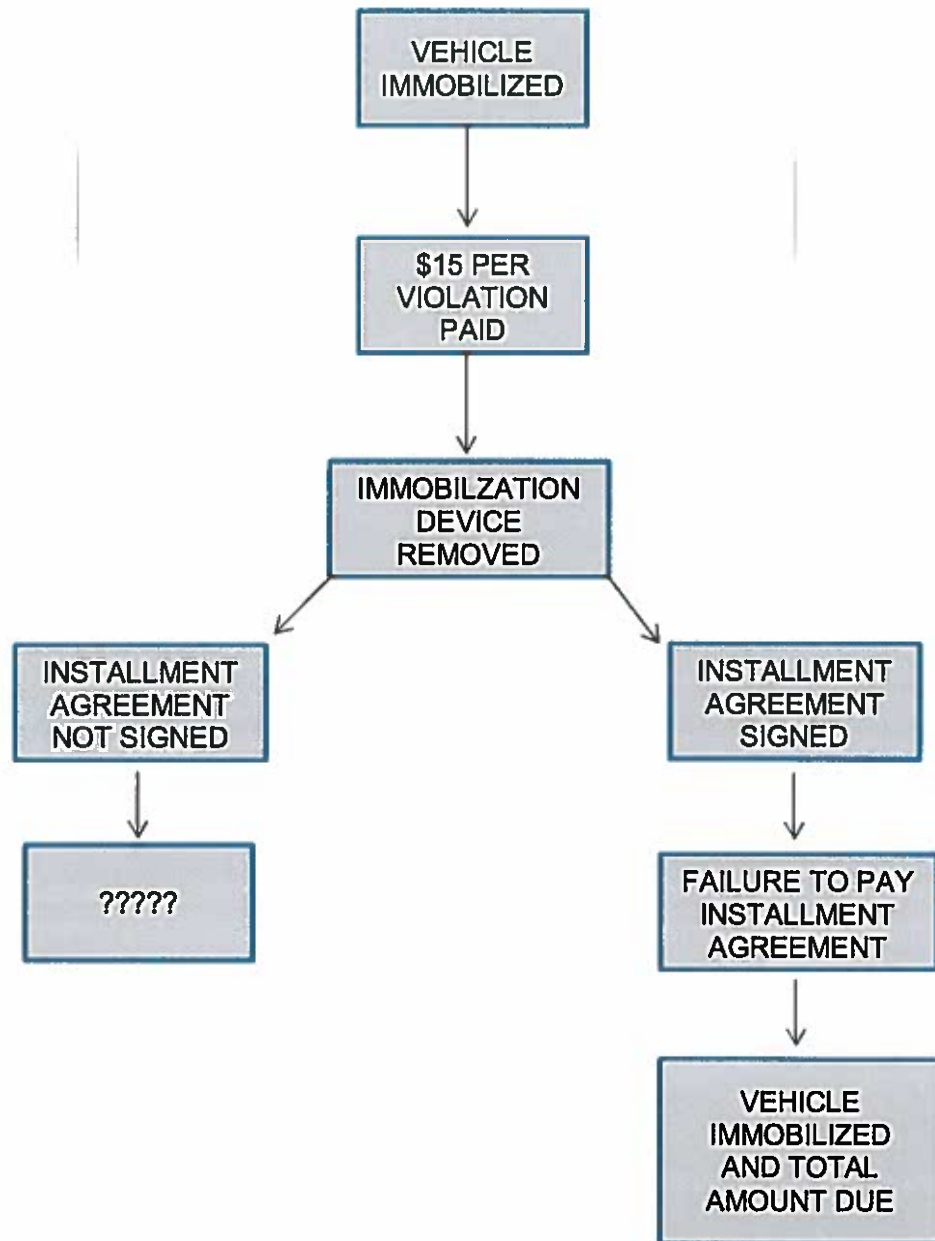 VEHICLE
IMMOBILIZED
$15 PER
VIOLATION
PAID
IMMOBILZATION
DEVICE
REMOVED
INSTALLMENT
AGREEMENT
NOT SIGNED
INSTALLMENT
AGREEMENT
SIGNED
?????
FAILURE TO PAY
INSTALLMENT
AGREEMENT
VEHICLE
IMMOBILIZED
AND TOTAL
AMOUNT DUE